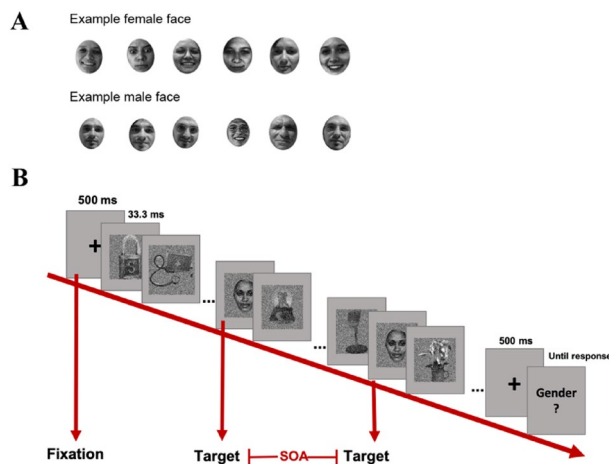 A
Example female face
Example male face
B
500 ms
33.3 ms
+
...
...
500 ms
...
+
Until response
Gender
?
Fixation
Target
SOA
Target